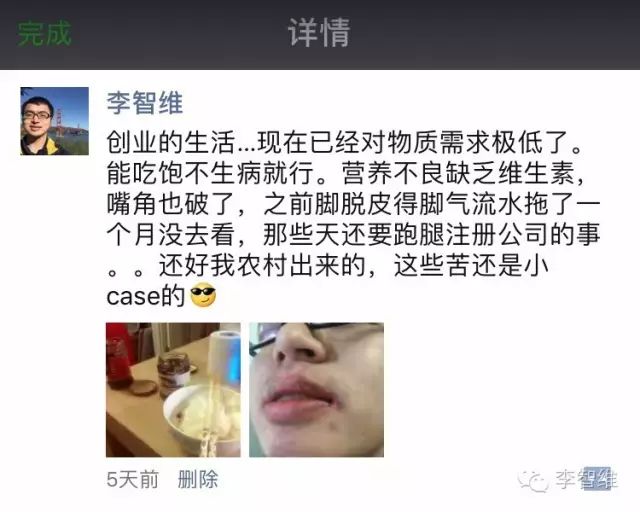 完成
详情
李智维
创业的生活...现在已经对物质需求极低了。
能吃饱不生病就行。营养不良缺乏维生素，
嘴角也破了，之前脚脱皮得脚气流水拖了一
个月没去看，那些天还要跑腿注册公司的事
。。还好我农村出来的，这些苦还是小
case的😎
5天前 删除
李智维